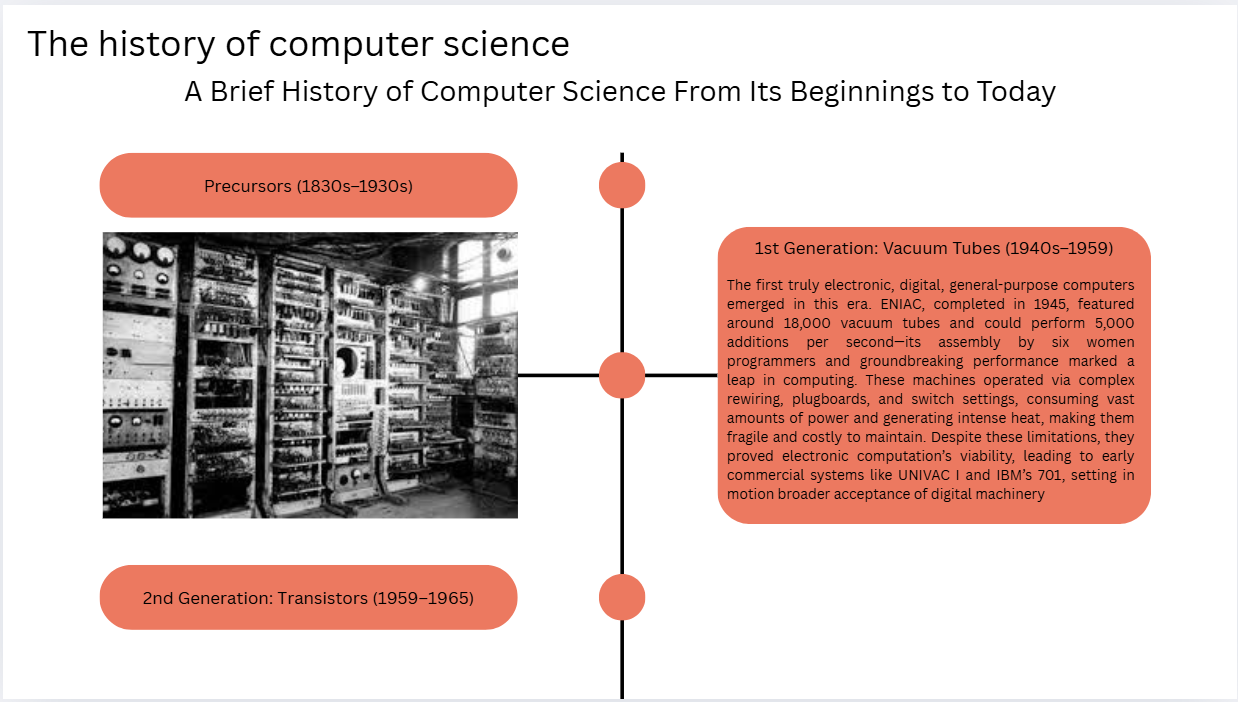 The history of computer science
A Brief History of Computer Science From Its Beginnings to Today
Precursors (1830s–1930s)
1st Generation: Vacuum Tubes (1940s–1959)
The first truly electronic, digital, general-purpose computers
emerged in this era. ENIAC, completed in 1945, featured
around 18,000 vacuum tubes and could perform 5,000
additions per second—its assembly by six women
programmers and groundbreaking performance marked a
leap in computing. These machines operated via complex
rewiring, plugboards, and switch settings, consuming vast
amounts of power and generating intense heat, making them
fragile and costly to maintain. Despite these limitations, they
proved electronic computation’s viability, leading to early
commercial systems like UNIVAC I and IBM’s 701, setting in
motion broader acceptance of digital machinery
2nd Generation: Transistors (1959–1965)